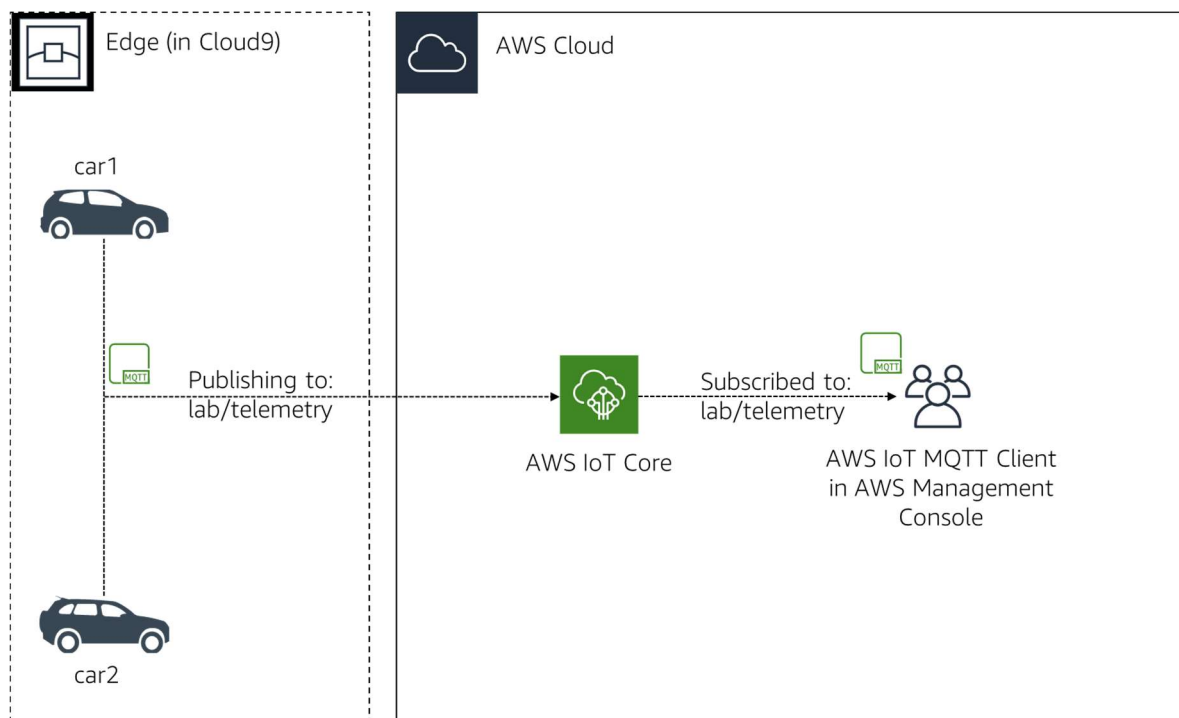 Edge (in Cloud9)
AWS Cloud
car1
MQTT
Publishing to:
lab/telemetry
AWS IoT Core
MQTT
Subscribed to:
lab/telemetry
AWS IoT MQTT Client
in AWS Management
Console
car2